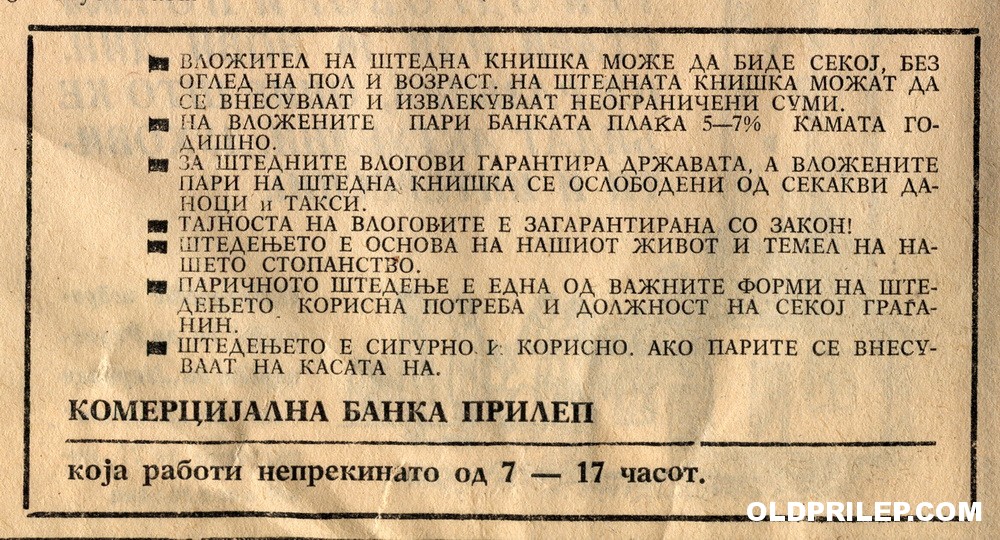 ВЛОЖИТЕЛ НА ШТЕДНА КНИШКА МОЖЕ ДА БИДЕ СЕКОЈ, БЕЗ
ОГЛЕД НА ПОЛ И ВОЗРАСТ. НА ШТЕДНАТА КНИШКА МОЖАТ ДА
СЕ ВНЕСУВААТ И ИЗВЛЕКУВААТ НЕОГРАНИЧЕНИ СУМИ.
НА ВЛОЖЕНИТЕ ПАРИ БАНКАТА ПЛАЌА 5—7% КАМАТА ГО-
ДИШНО.
ЗА ШТЕДНИТЕ ВЛОГОВИ ГАРАНТИРА ДРЖАВАТА, А ВЛОЖЕНИТЕ
ПАРИ НА ШТЕДНА КНИШКА СЕ ОСЛОБОДЕНИ ОД СЕКАКВИ ДА-
НОЦИ и ТАКСИ.
ТАЈНОСТА НА ВЛОГОВИТЕ Е ЗАГАРАНТИРАНА СО ЗАКОН!
ШТЕДЕЊЕТО Е ОСНОВА НА НАШИОТ ЖИВОТ И ТЕМЕЛ НА НА-
ШЕТО СТОПАНСТВО.
ПАРИЧНОТО ШТЕДЕЊЕ Е ЕДНА ОД ВАЖНИТЕ ФОРМИ НА ШТЕ-
ДЕЊЕТО КОРИСНА ПОТРЕБА И ДОЛЖНОСТ НА СЕКОЈ ГРАЃА-
НИН.
ШТЕДЕЊЕТО Е СИГУРНО И КОРИСНО. АКО ПАРИТЕ СЕ ВНЕСУ-
ВААТ НА КАСАТА НА.
КОМЕРЦИЈАЛНА БАНКА ПРИЛЕП
која работи непрекинато од 7 — 17 часот.
OLDPRILEP.COM